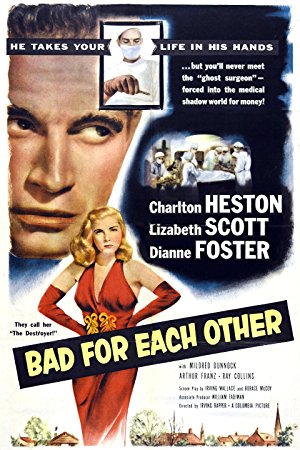 HE TAKES YOUR LIFE IN HIS HANDS
...but you'll never meet
the "ghost surgeon"—
forced into the medical
shadow world for money!
Charlton HESTON
Lizabeth SCOTT
Dianne FOSTER
They call her
"The Destroyer!"
BAD FOR EACH OTHER
with MILDRED DUNNOCK
ARTHUR FRANZ • RAY COLLINS
Screen Play by IRVING WALLACE and HORACE McCOY
Associate Producer WILLIAM FADIMAN
Directed by IRVING RAPPER • A COLUMBIA PICTURE